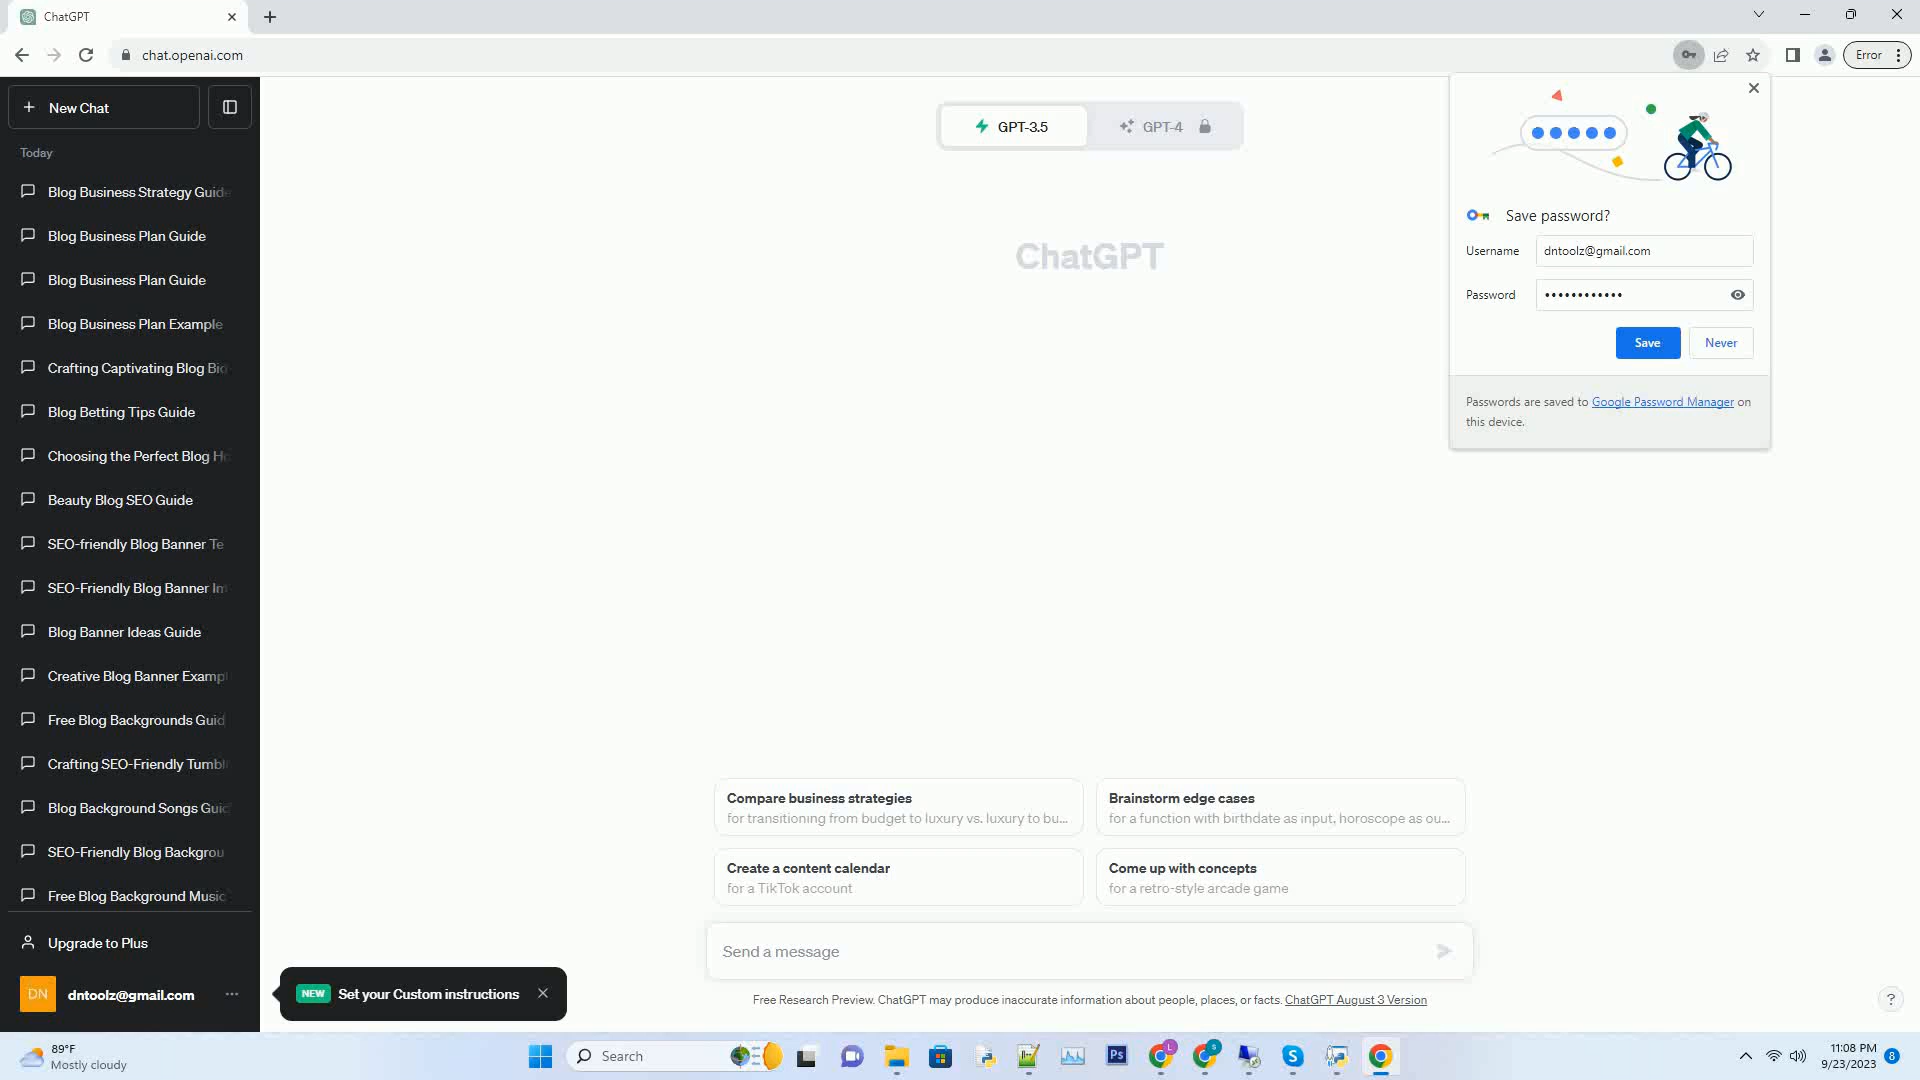 ChatGPT
chat.openai.com
Error
New Chat
Today
Blog Business Strategy Guide
Blog Business Plan Guide
Blog Business Plan Guide
Blog Business Plan Example
Crafting Captivating Blog Bio
Blog Betting Tips Guide
Choosing the Perfect Blog Ho
Beauty Blog SEO Guide
SEO-friendly Blog Banner Te
SEO-Friendly Blog Banner Im
Blog Banner Ideas Guide
Creative Blog Banner Exampl
Free Blog Backgrounds Guid
Crafting SEO-Friendly Tumbl
Blog Background Songs Guid
SEO-Friendly Blog Backgrou
Free Blog Background Music
Upgrade to Plus
DN
dntoolz@gmail.com
NEW Set your Custom instructions
GPT-3.5
GPT-4
ChatGPT
Save password?
Username dntoolz@gmail.com
Password ••••••••••••
Save
Never
Passwords are saved to Google Password Manager on
this device.
Compare business strategies
for transitioning from budget to luxury vs. luxury to bu...
Brainstorm edge cases
for a function with birthdate as input, horoscope as ou...
Create a content calendar
for a TikTok account
Come up with concepts
for a retro-style arcade game
Send a message
Free Research Preview. ChatGPT may produce inaccurate information about people, places, or facts. ChatGPT August 3 Version
?
89°F
Mostly cloudy
Search
Ps
L
S
S
11:08 PM
9/23/2023
8